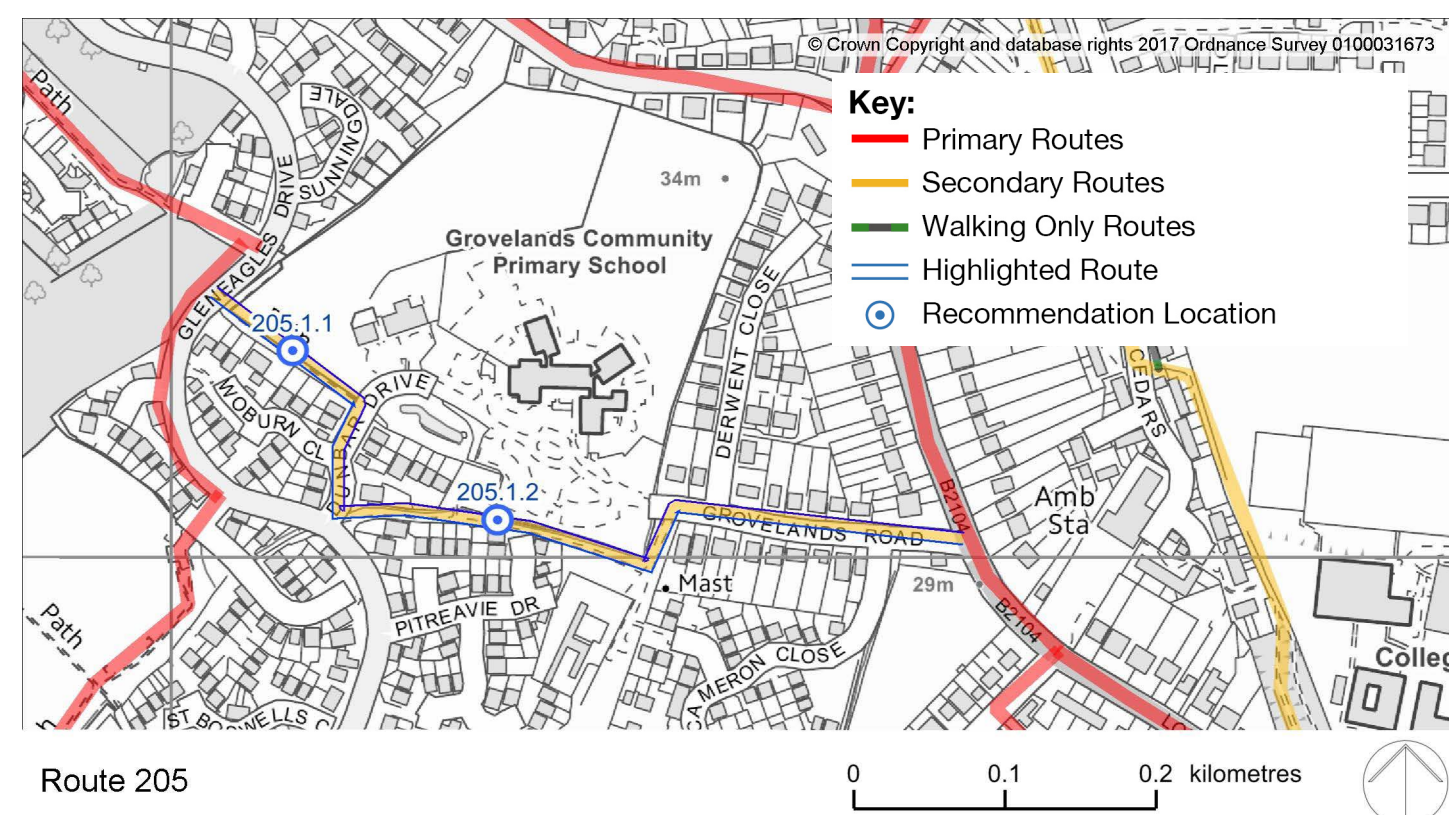 © Crown Copyright and database rights 2017 Ordnance Survey 0100031673
Key:
Primary Routes
Secondary Routes
Walking Only Routes
Highlighted Route
Recommendation Location
Path
SUNNINGDALE
GLENEAGLES DRIVE
34m
Grovelands Community
Primary School
DERWENT CLOSE
205.1.1
WOBURN CL
DUNBAR DRIVE
CEDARS
205.1.2
B2104
Amb
Sta
GROVELANDS ROAD
Mast
29m
PITREAVIE DR
B2104
Path
CAMERON CLOSE
Colleg
ST BOSWELLS C
LO
h
Route 205
0 0.1 0.2 kilometres